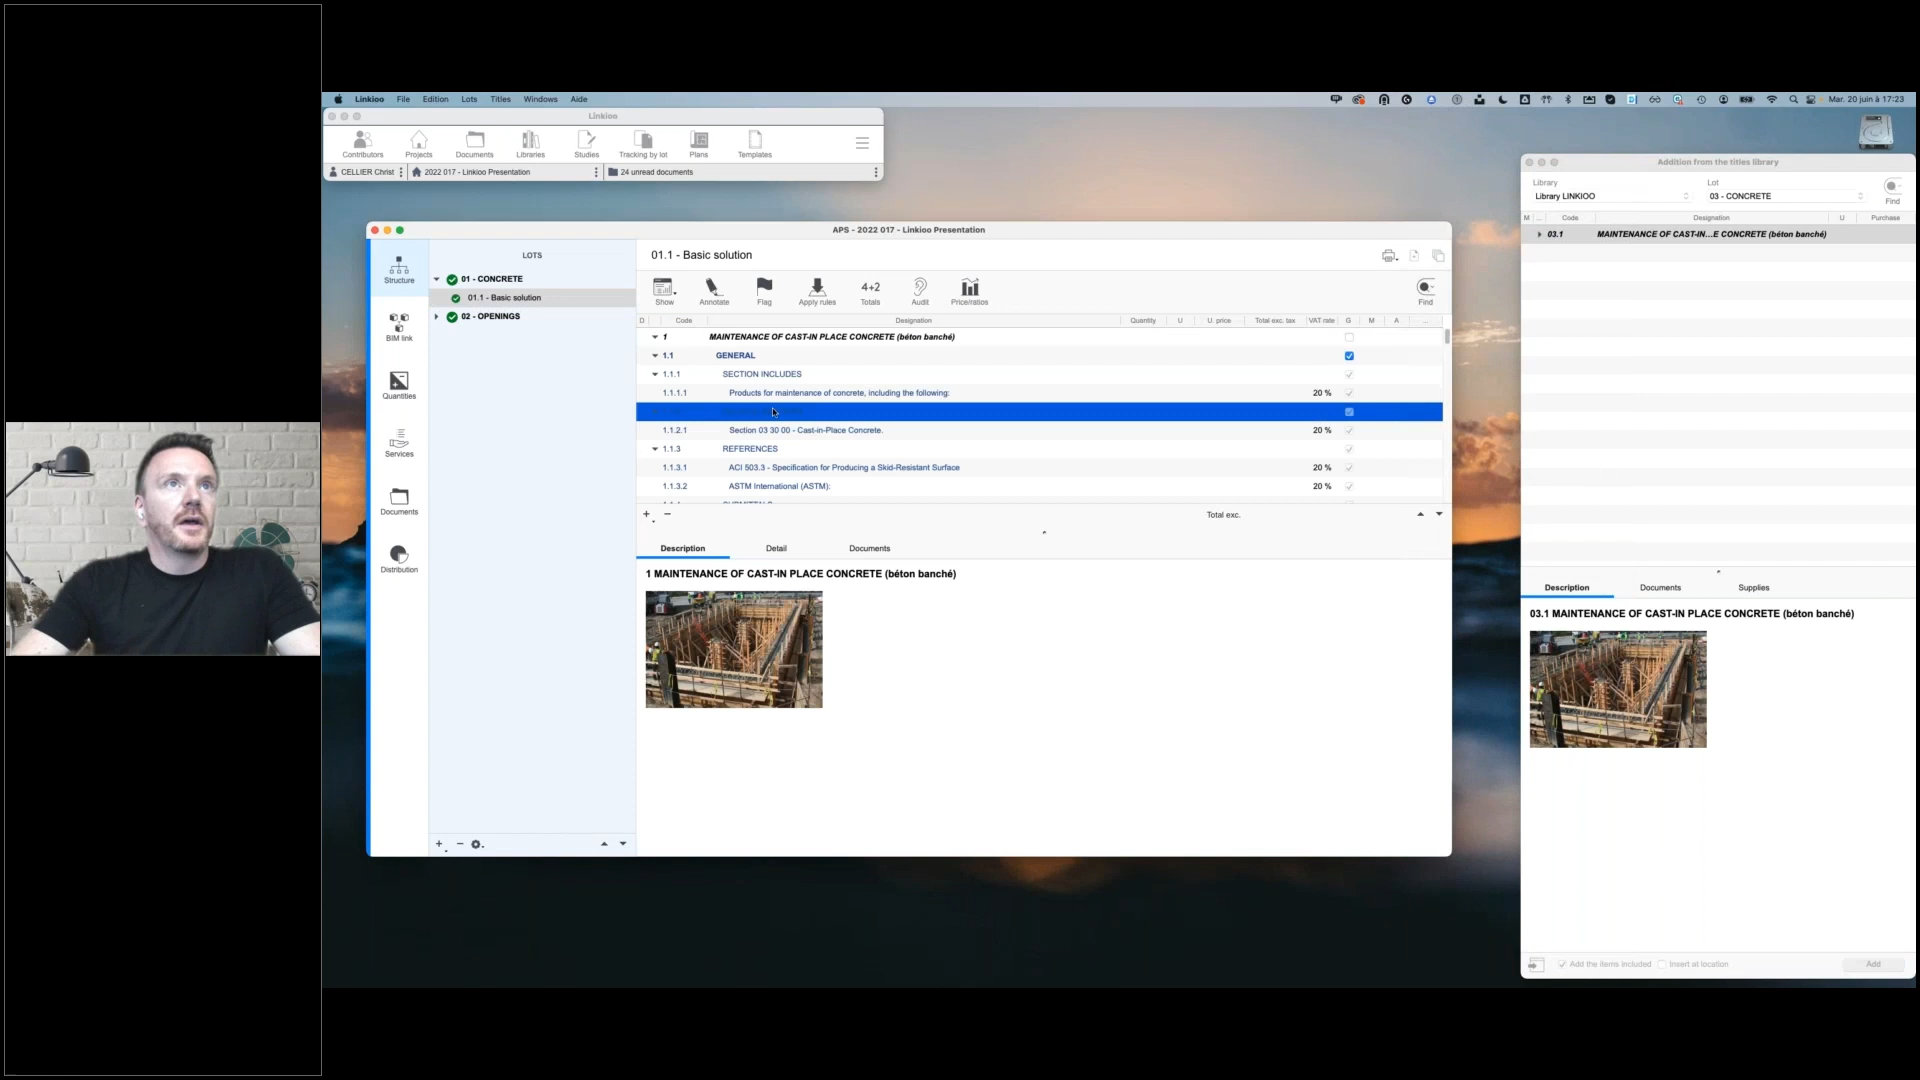 Linkioo File Edition Lots Titles Windows Aide
Mar. 20 juin à 17:23
Linkioo
Contributors Projects Documents Libraries Studies Tracking by lot Plans Templates
CELLIER Christ 2022 017 - Linkioo Presentation 24 unread documents
APS - 2022 017 - Linkioo Presentation
Structure
BIM link
Quantities
Services
Documents
Distribution
LOTS
01 - CONCRETE
01.1 - Basic solution
02 - OPENINGS
01.1 - Basic solution
4+2
Show Annotate Flag Apply rules Totals Audit Price/ratios Find
D Code Designation Quantity U U. price Total exc. tax VAT rate G M A ...
1 MAINTENANCE OF CAST-IN PLACE CONCRETE (béton banché)
1.1 GENERAL
1.1.1 SECTION INCLUDES
1.1.1.1 Products for maintenance of concrete, including the following: 20 %
1.1.2.1 Section 03 30 00 - Cast-in-Place Concrete. 20 %
1.1.3 REFERENCES
1.1.3.1 ACI 503.3 - Specification for Producing a Skid-Resistant Surface 20 %
1.1.3.2 ASTM International (ASTM): 20 %
+ − Total exc.
Description Detail Documents
1 MAINTENANCE OF CAST-IN PLACE CONCRETE (béton banché)
+ −
Addition from the titles library
Library Lot
Library LINKIOO 03 - CONCRETE
Find
M ... Code Designation U Purchase
03.1 MAINTENANCE OF CAST-IN...E CONCRETE (béton banché)
Description Documents Supplies
03.1 MAINTENANCE OF CAST-IN PLACE CONCRETE (béton banché)
Add the items included Insert at location Add